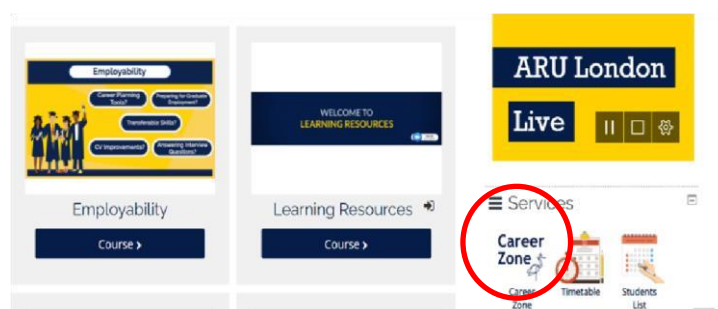 Employability
Career Planning Tools?
Preparing for Graduate Employment?
Transferable Skills?
CV Improvements?
Answering Interview Questions?
Employability
Course >
WELCOME TO
LEARNING RESOURCES
Learning Resources
Course >
ARU London
Live
Services
Career
Zone
Career
Zone
Timetable
Students
List